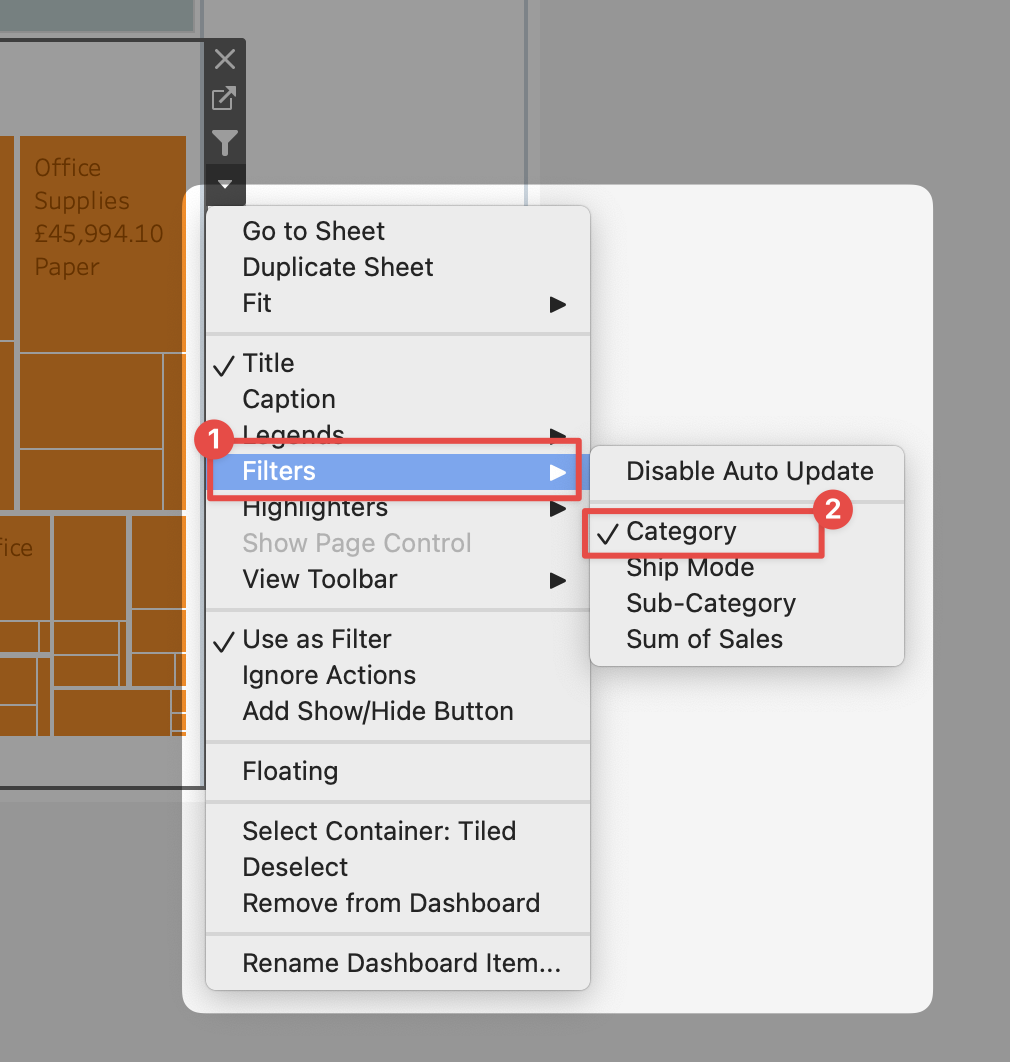 Office
Supplies
£45,994.10
Paper
fice
Go to Sheet
Duplicate Sheet
Fit
Title
Caption
Legends
1
Filters
Highlighters
Show Page Control
View Toolbar
Use as Filter
Ignore Actions
Add Show/Hide Button
Floating
Select Container: Tiled
Deselect
Remove from Dashboard
Rename Dashboard Item...
Disable Auto Update
2
Category
Ship Mode
Sub-Category
Sum of Sales